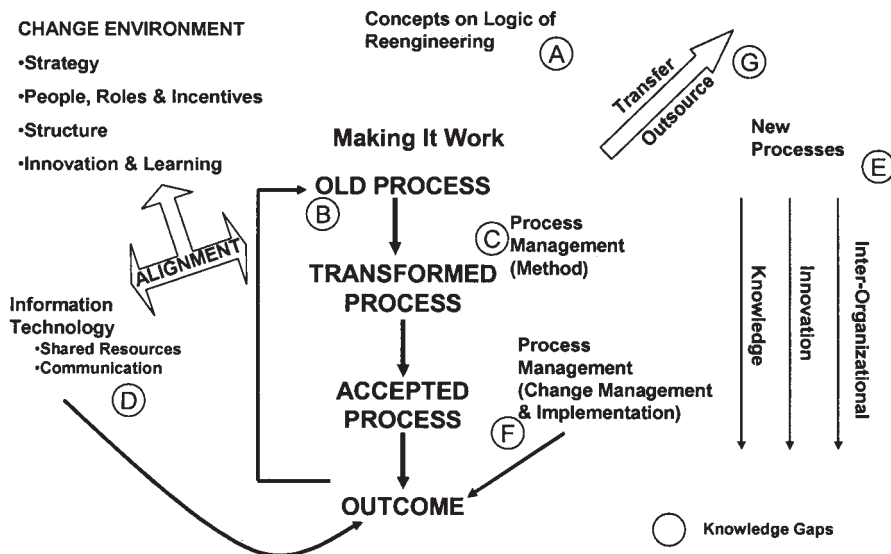 CHANGE ENVIRONMENT
•Strategy
•People, Roles & Incentives
•Structure
•Innovation & Learning
Concepts on Logic of
Reengineering
A
Transfer
Outsource
G
New
Processes
E
Making It Work
OLD PROCESS
B
C
Process
Management
(Method)
ALIGNMENT
TRANSFORMED
PROCESS
Knowledge
Innovation
Inter-Organizational
Information
Technology
•Shared Resources
•Communication
D
Process
Management
(Change Management
& Implementation)
F
ACCEPTED
PROCESS
OUTCOME
Knowledge Gaps